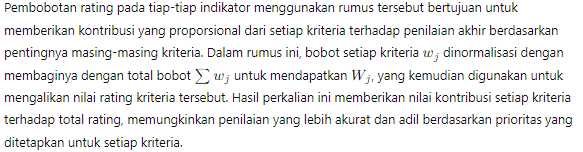 Pembobotan rating pada tiap-tiap indikator menggunakan rumus tersebut bertujuan untuk
memberikan kontribusi yang proporsional dari setiap kriteria terhadap penilaian akhir berdasarkan
pentingnya masing-masing kriteria. Dalam rumus ini, bobot setiap kriteria w_j dinormalisasi dengan
membaginya dengan total bobot ∑ w_j untuk mendapatkan W_j, yang kemudian digunakan untuk
mengalikan nilai rating kriteria tersebut. Hasil perkalian ini memberikan nilai kontribusi setiap kriteria
terhadap total rating, memungkinkan penilaian yang lebih akurat dan adil berdasarkan prioritas yang
ditetapkan untuk setiap kriteria.